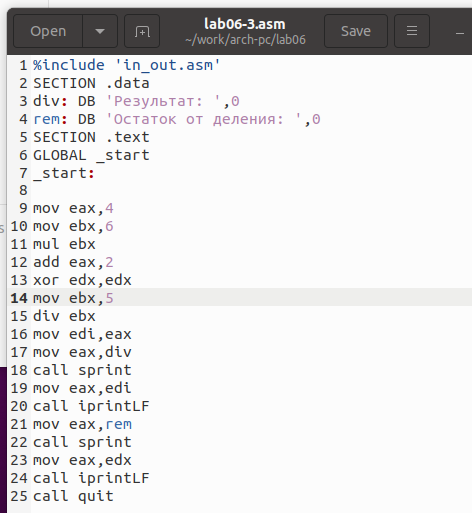 Open
lab06-3.asm
~/work/arch-pc/lab06
Save
1 %include 'in_out.asm'
2 SECTION .data
3 div: DB 'Результат: ',0
4 rem: DB 'Остаток от деления: ',0
5 SECTION .text
6 GLOBAL _start
7 _start:
8
9 mov eax,4
10 mov ebx,6
11 mul ebx
12 add eax,2
13 xor edx,edx
14 mov ebx,5
15 div ebx
16 mov edi,eax
17 mov eax,div
18 call sprint
19 mov eax,edi
20 call iprintLF
21 mov eax,rem
22 call sprint
23 mov eax,edx
24 call iprintLF
25 call quit